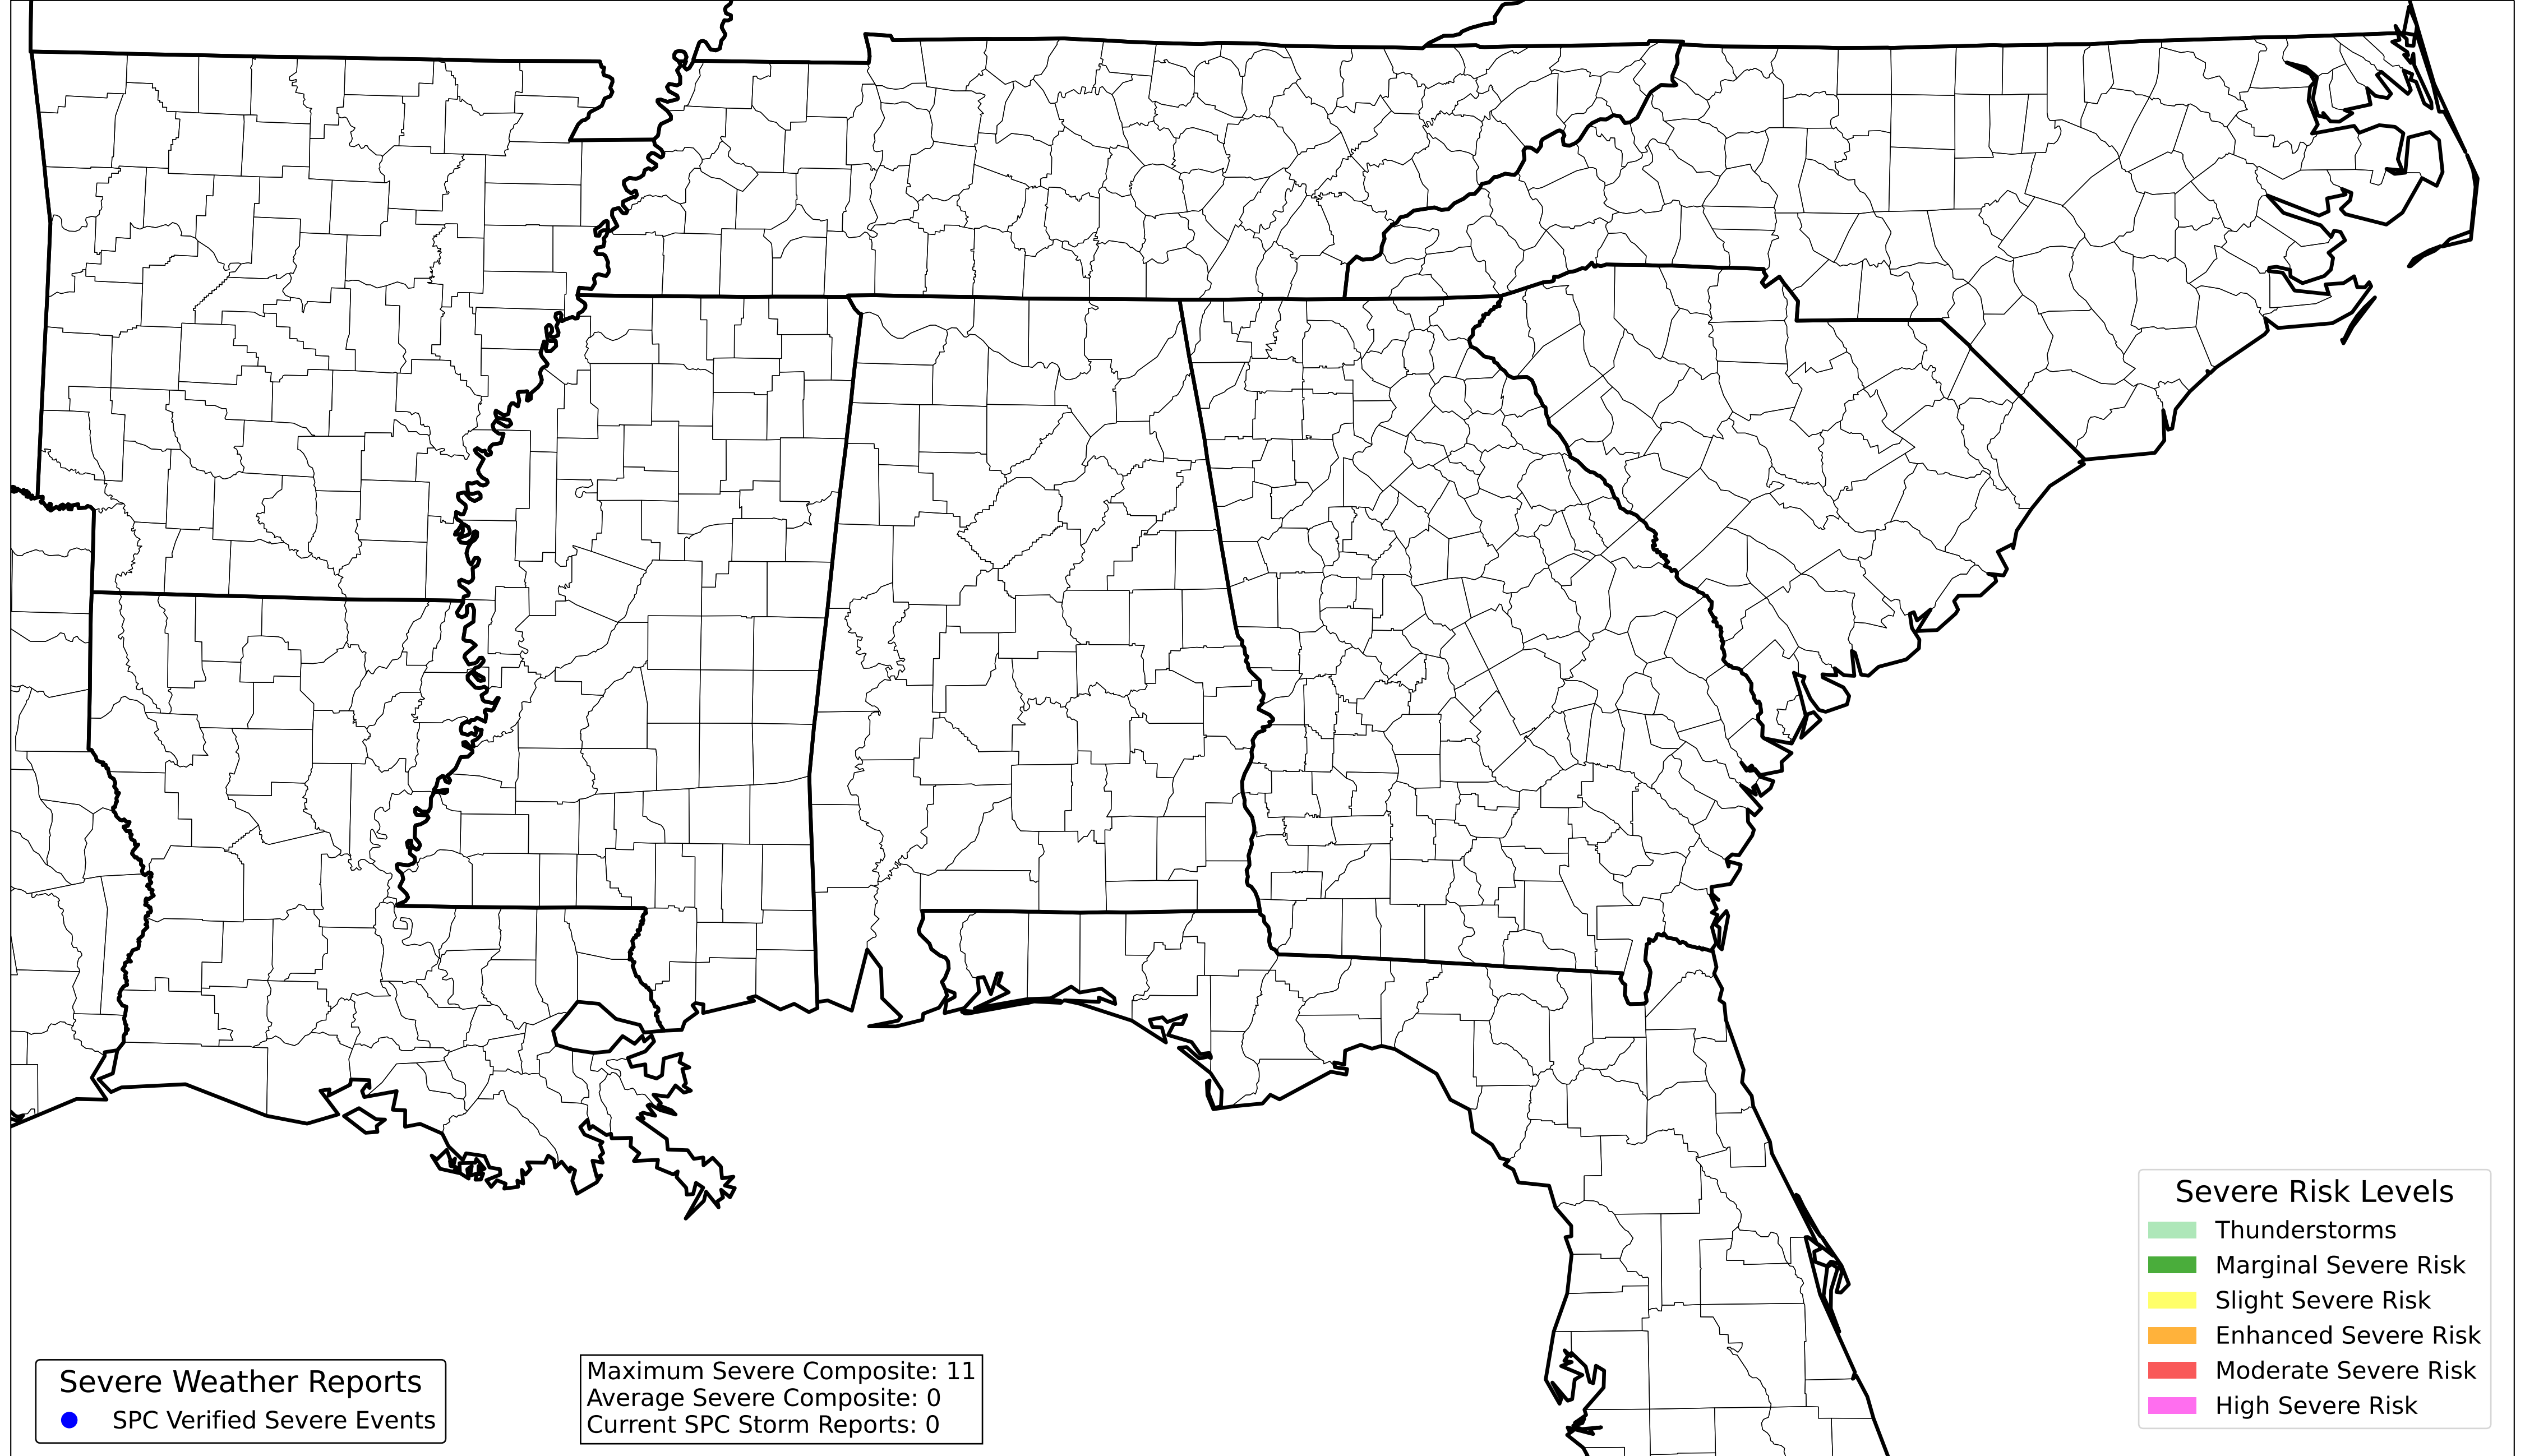 Severe Weather Reports
SPC Verified Severe Events
Maximum Severe Composite: 11
Average Severe Composite: 0
Current SPC Storm Reports: 0
Severe Risk Levels
Thunderstorms
Marginal Severe Risk
Slight Severe Risk
Enhanced Severe Risk
Moderate Severe Risk
High Severe Risk